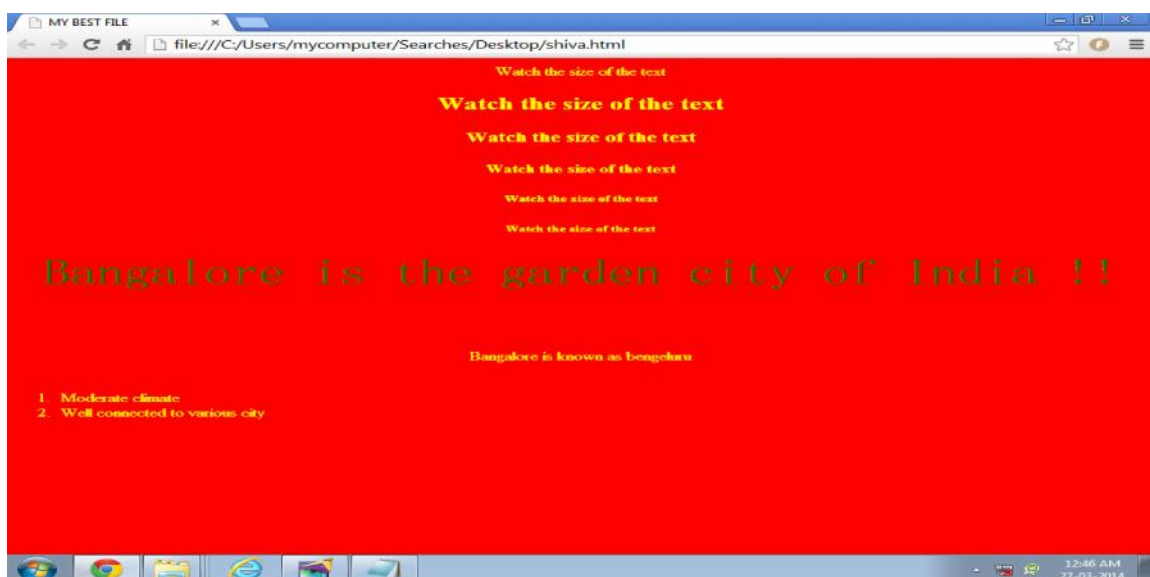 MY BEST FILE
file:///C:/Users/mycomputer/Searches/Desktop/shiva.html
Watch the size of the text
Watch the size of the text
Watch the size of the text
Watch the size of the text
Watch the size of the text
Watch the size of the text
Bangalore is the garden city of India !!
Bangalore is known as bengeluru
1. Moderate climate
2. Well connected to various city
12:46 AM
27-03-2014